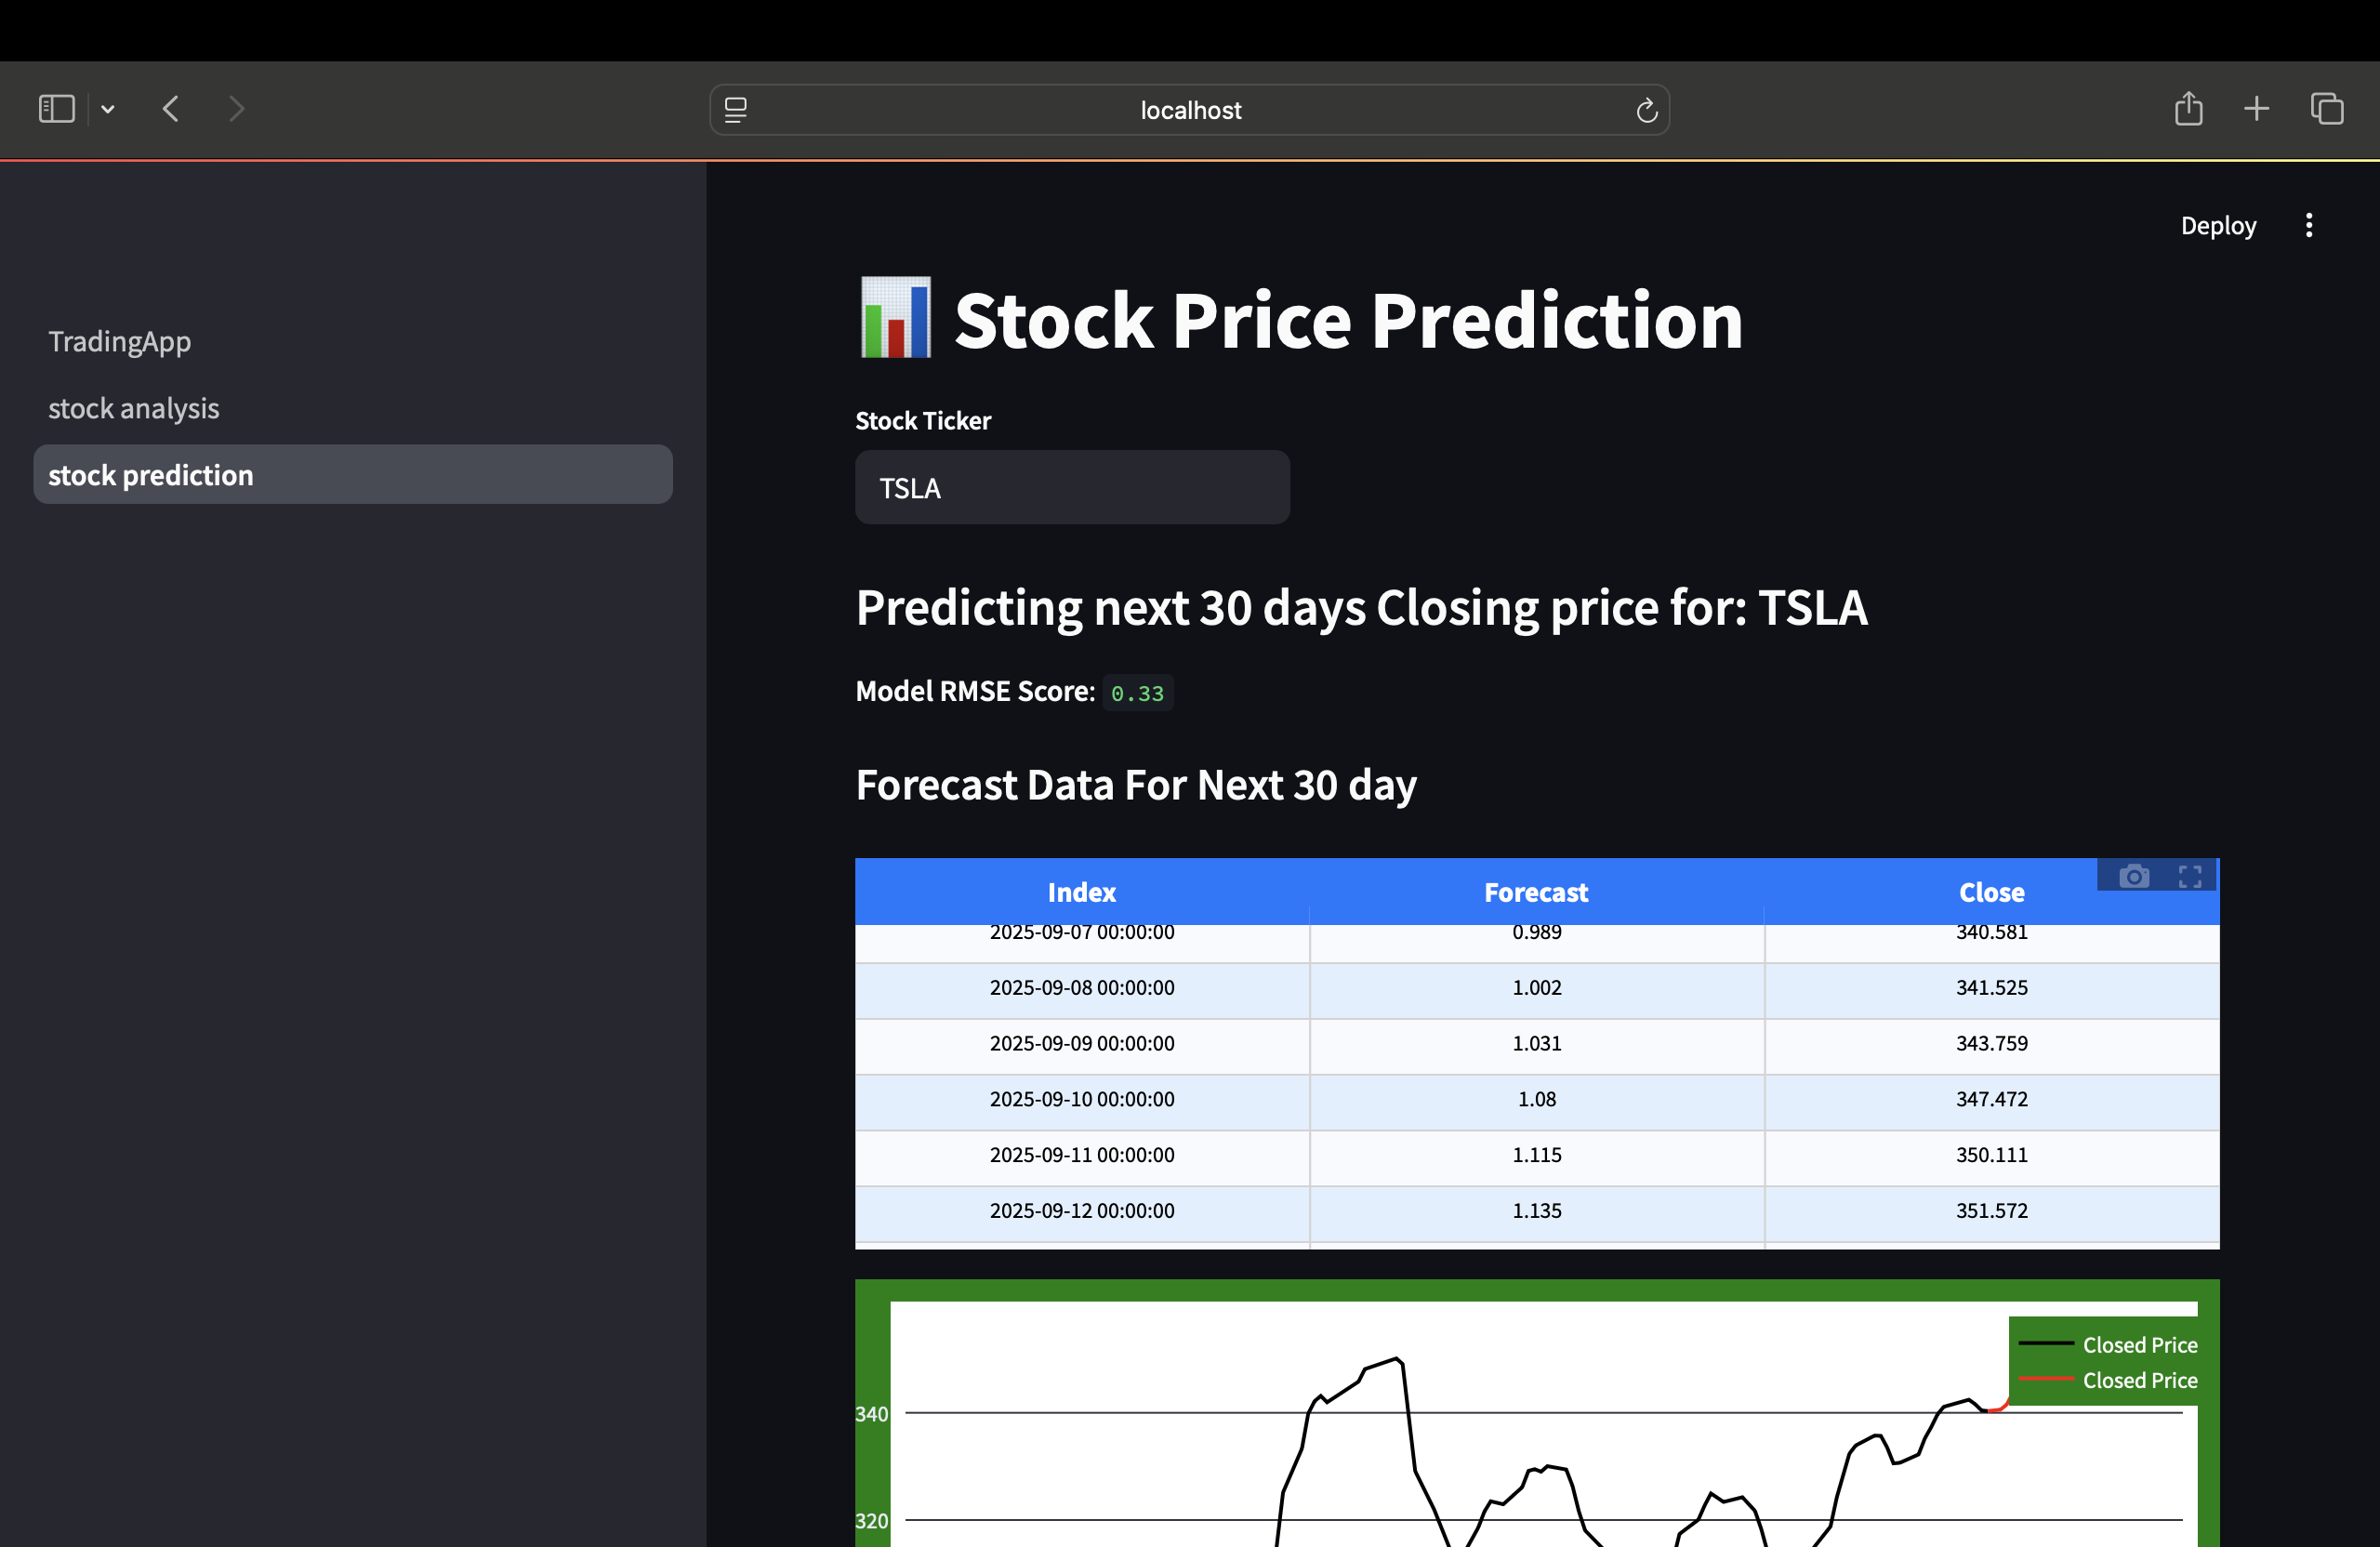 localhost
Deploy
TradingApp
stock analysis
stock prediction
Stock Price Prediction
Stock Ticker
TSLA
Predicting next 30 days Closing price for: TSLA
Model RMSE Score: 0.33
Forecast Data For Next 30 day
Index Forecast Close
2025-09-07 00:00:00 0.989 340.581
2025-09-08 00:00:00 1.002 341.525
2025-09-09 00:00:00 1.031 343.759
2025-09-10 00:00:00 1.08 347.472
2025-09-11 00:00:00 1.115 350.111
2025-09-12 00:00:00 1.135 351.572
Closed Price
Closed Price
340
320